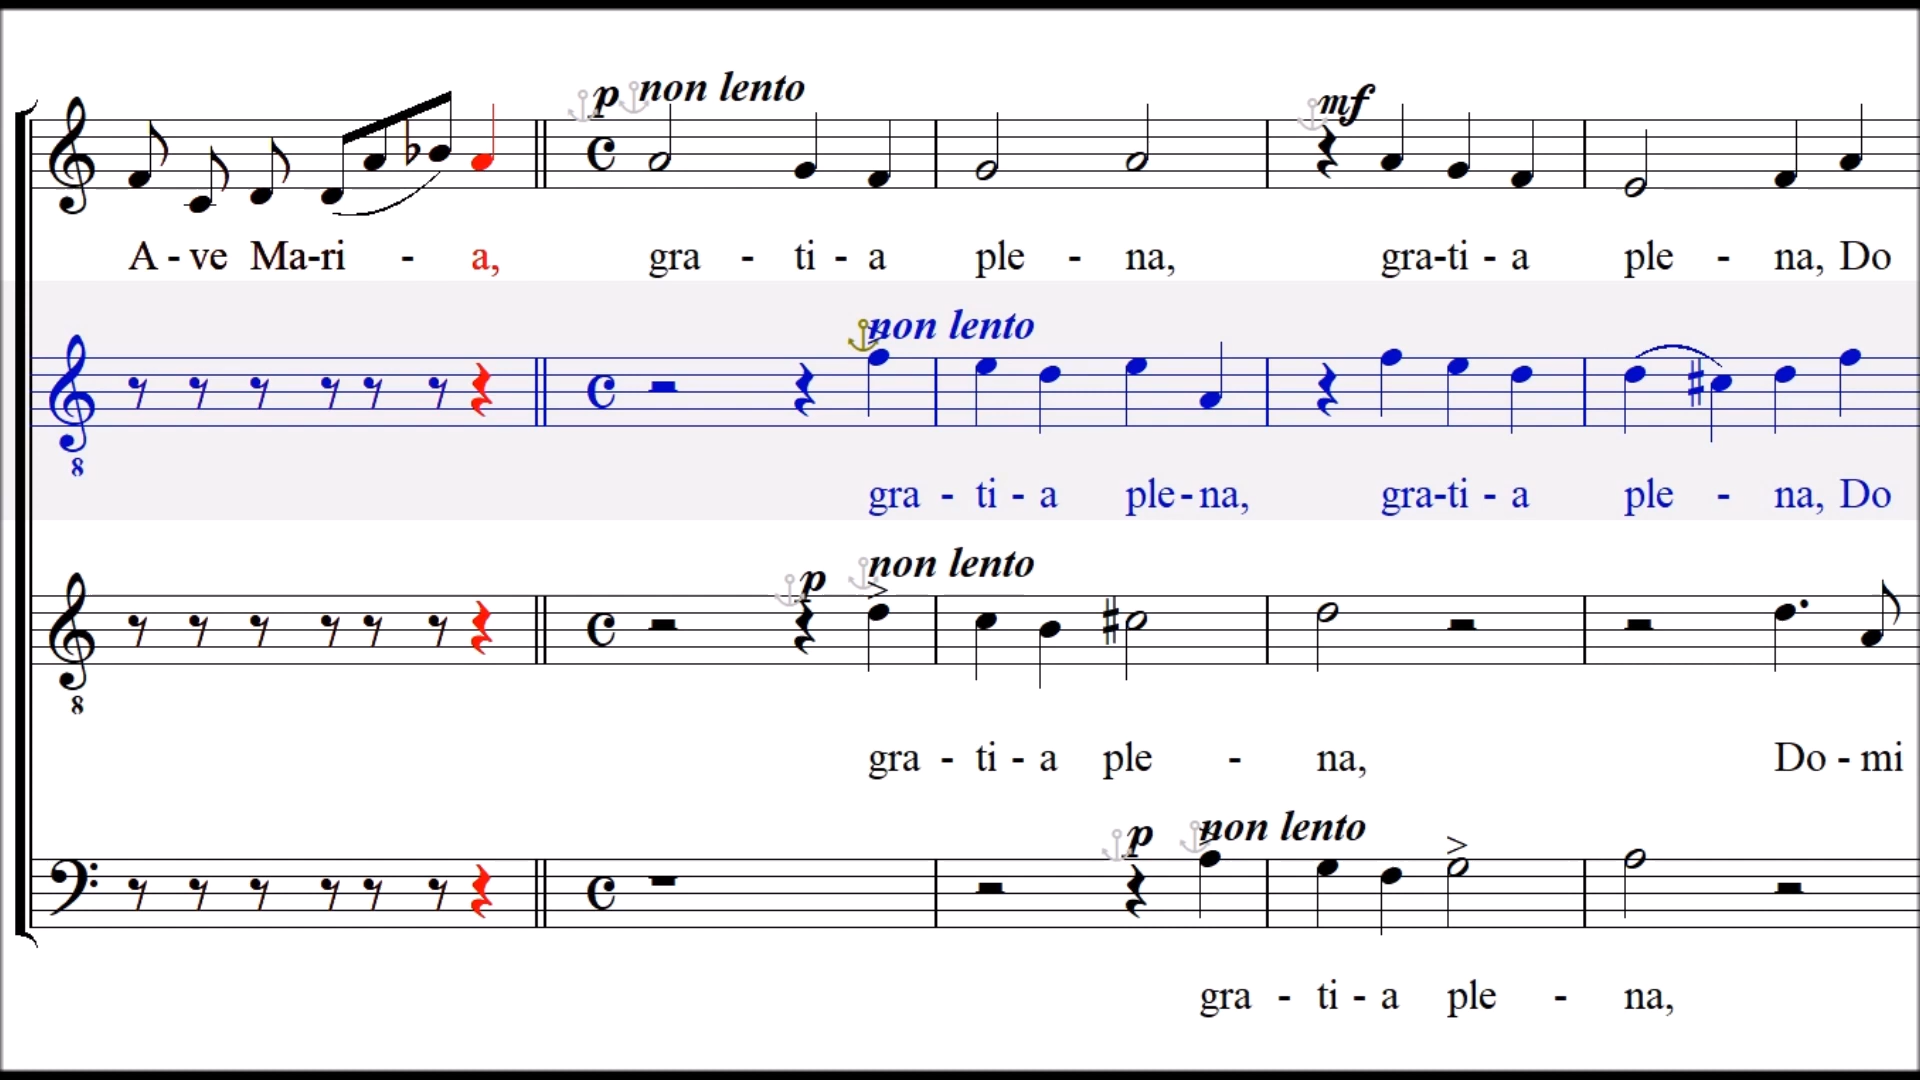 p non lento mf
A - ve Ma-ri - a, gra - ti - a ple - na, gra-ti - a ple - na, Do
non lento
8
gra - ti - a ple-na, gra-ti - a ple - na, Do
p non lento
8
gra - ti - a ple - na, Do - mi
p non lento
gra - ti - a ple - na,